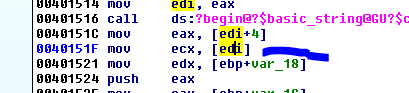 00401514 mov edi, eax
00401516 call ds:?begin@?$basic_string@GU?$c
0040151C mov eax, [edi+4]
0040151F mov ecx, [edi]
00401521 mov edx, [ebp+var_18]
00401524 push eax